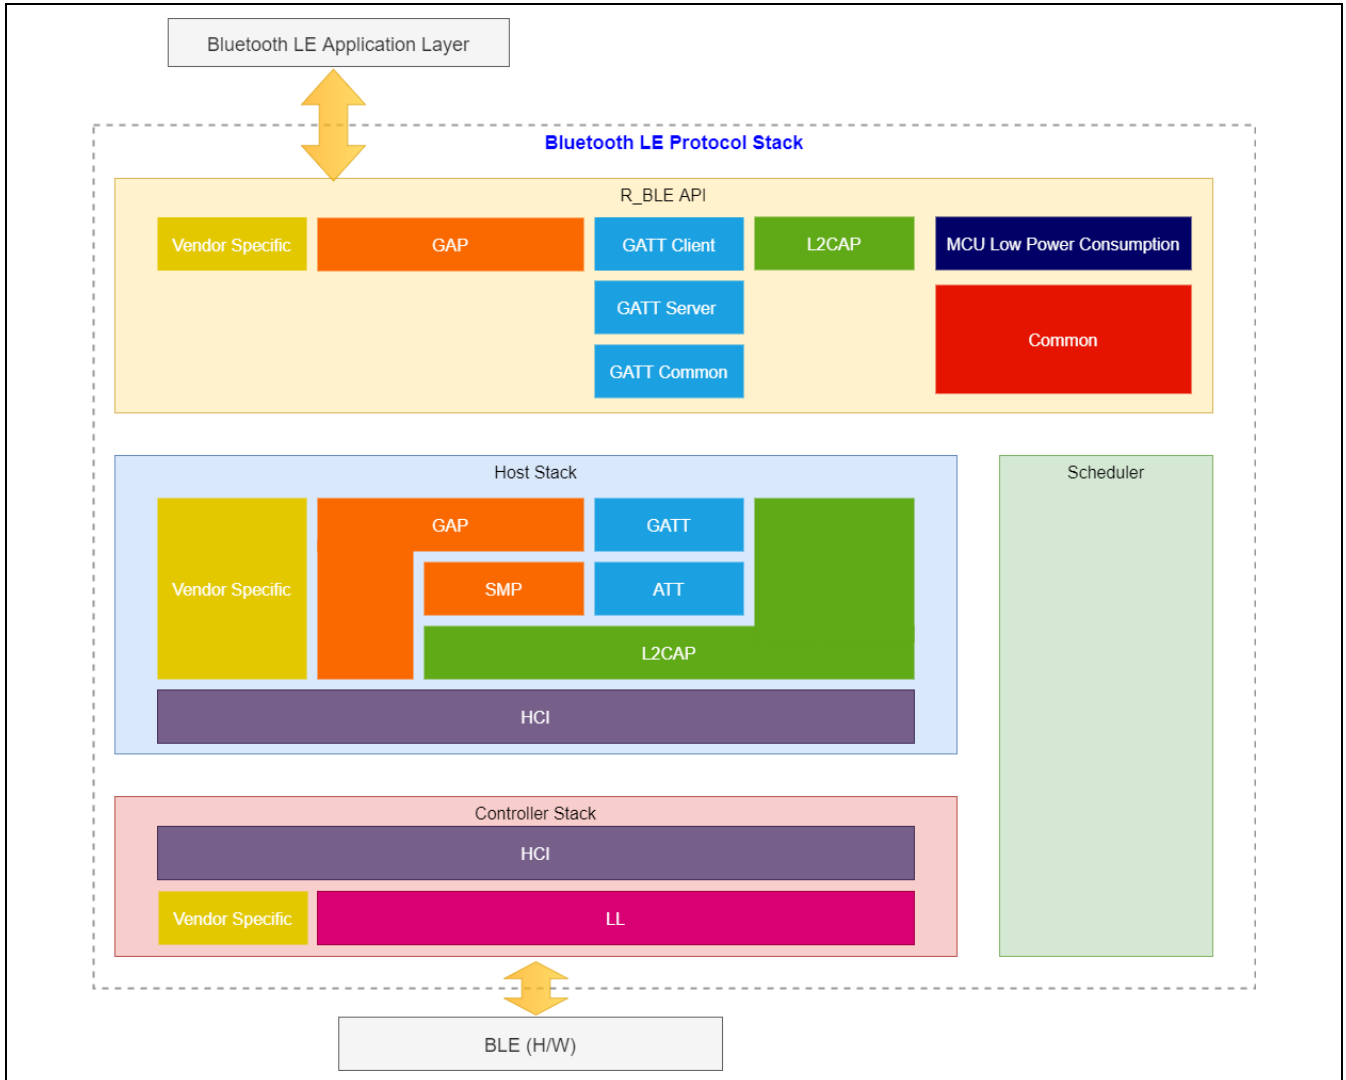 Bluetooth LE Application Layer
Bluetooth LE Protocol Stack
R_BLE API
Vendor Specific
GAP
GATT Client
L2CAP
MCU Low Power Consumption
GATT Server
Common
GATT Common
Host Stack
Scheduler
GAP
GATT
Vendor Specific
SMP
ATT
L2CAP
HCI
Controller Stack
HCI
Vendor Specific
LL
BLE (H/W)